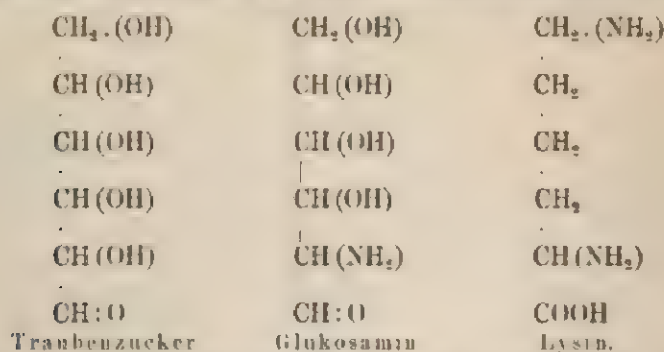 CH₂.(OH) CH₂(OH) CH₂.(NH₂)
CH(OH) CH(OH) CH₂
CH(OH) CH(OH) CH₂
CH(OH) CH(OH) CH₂
CH(OH) CH(NH₂) CH(NH₂)
CH:O CH:O COOH
Traubenzucker Glukosamin Lysin.